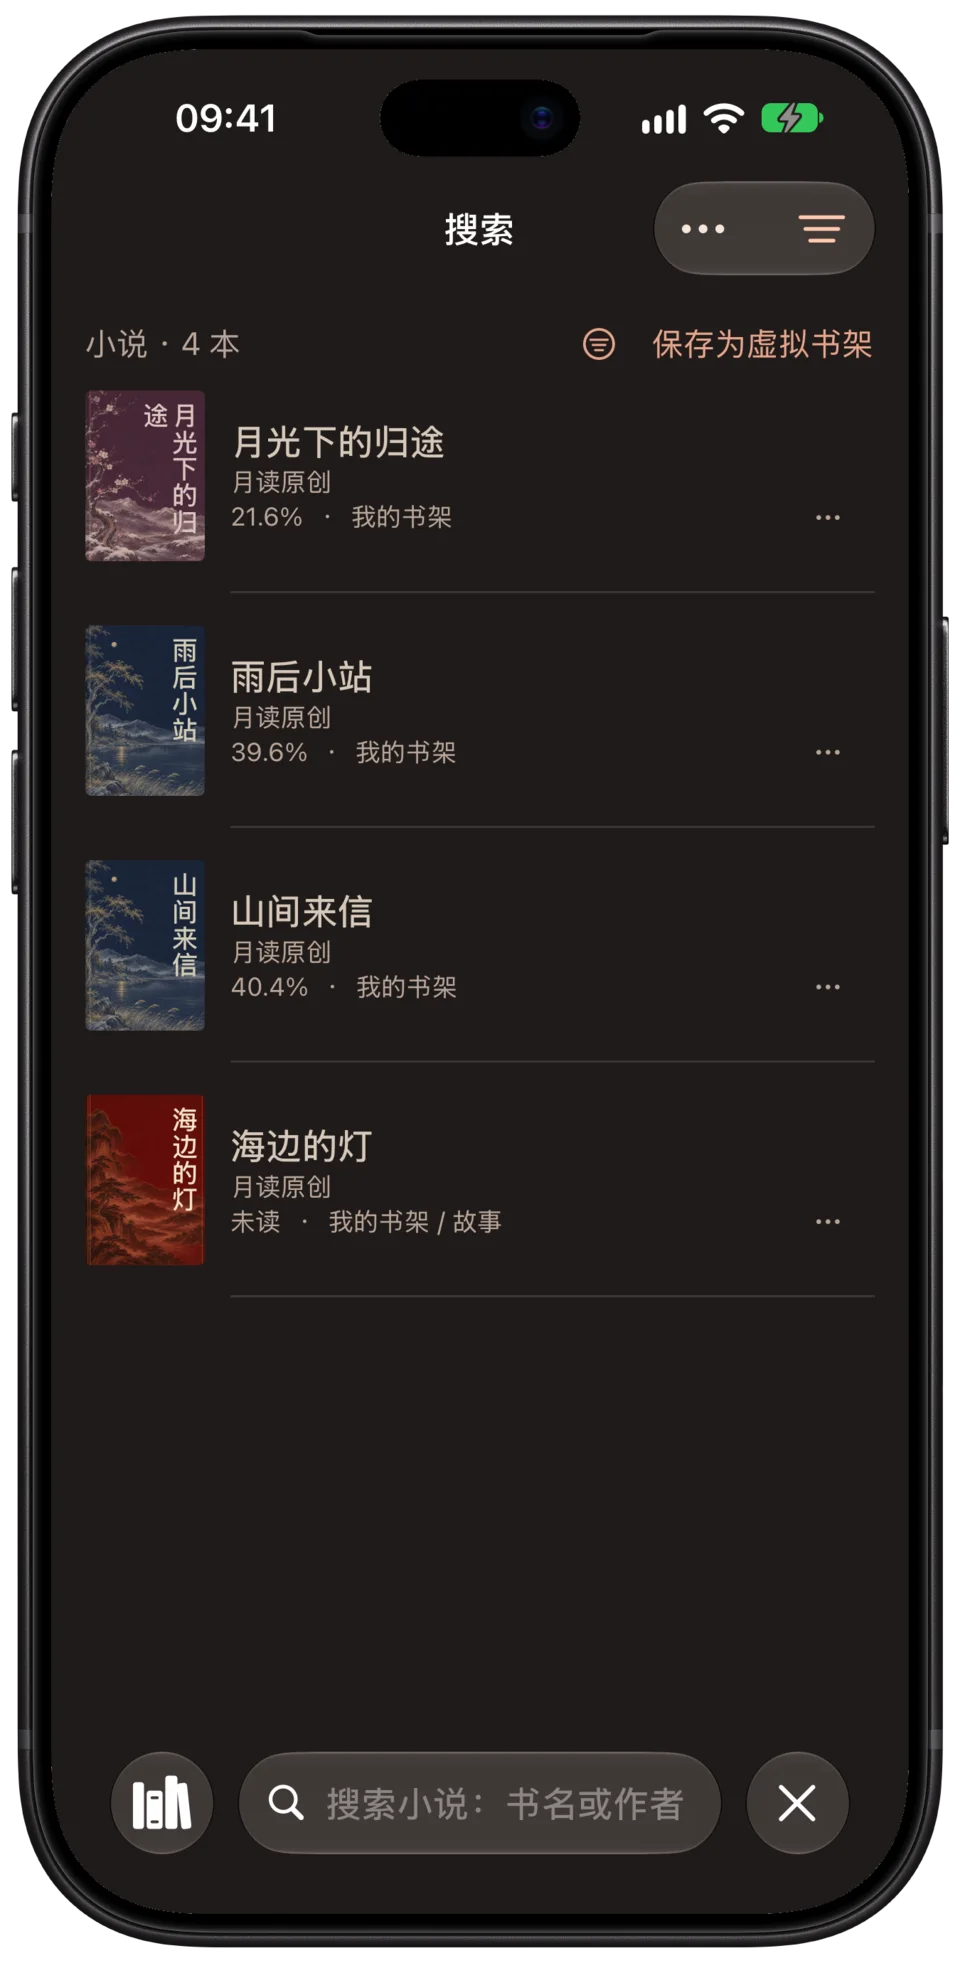 09:41
搜索
小说 · 4 本
保存为虚拟书架
月光下的归途
月光下的归途
月读原创
21.6% · 我的书架
雨后小站
雨后小站
月读原创
39.6% · 我的书架
山间来信
山间来信
月读原创
40.4% · 我的书架
海边的灯
海边的灯
月读原创
未读 · 我的书架 / 故事
搜索小说：书名或作者